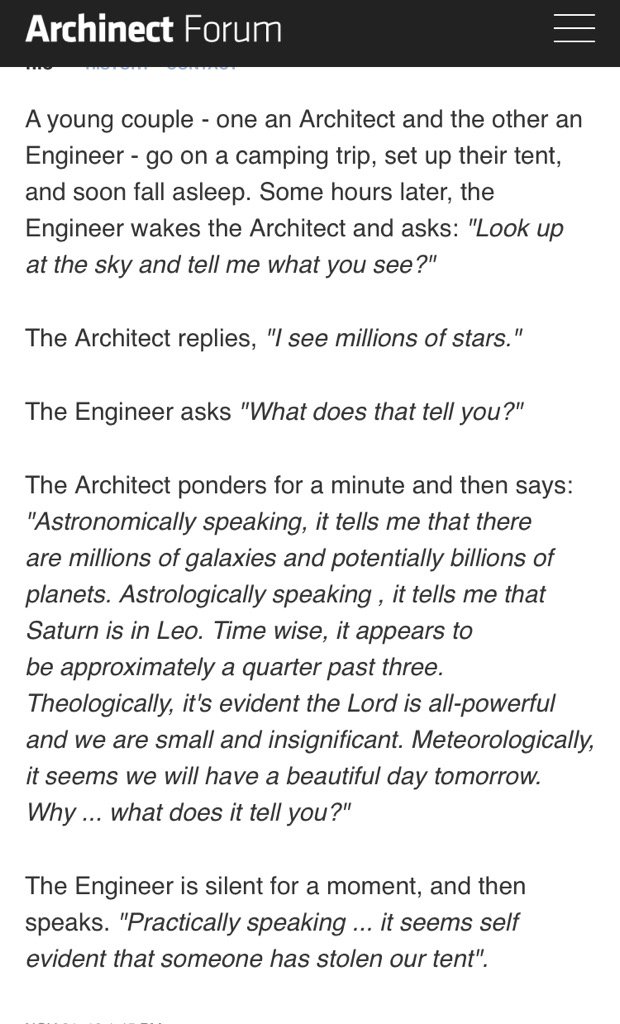 Archinect Forum
A young couple - one an Architect and the other an
Engineer - go on a camping trip, set up their tent,
and soon fall asleep. Some hours later, the
Engineer wakes the Architect and asks: "Look up
at the sky and tell me what you see?"
The Architect replies, "I see millions of stars."
The Engineer asks "What does that tell you?"
The Architect ponders for a minute and then says:
"Astronomically speaking, it tells me that there
are millions of galaxies and potentially billions of
planets. Astrologically speaking , it tells me that
Saturn is in Leo. Time wise, it appears to
be approximately a quarter past three.
Theologically, it's evident the Lord is all-powerful
and we are small and insignificant. Meteorologically,
it seems we will have a beautiful day tomorrow.
Why ... what does it tell you?"
The Engineer is silent for a moment, and then
speaks. "Practically speaking ... it seems self
evident that someone has stolen our tent".